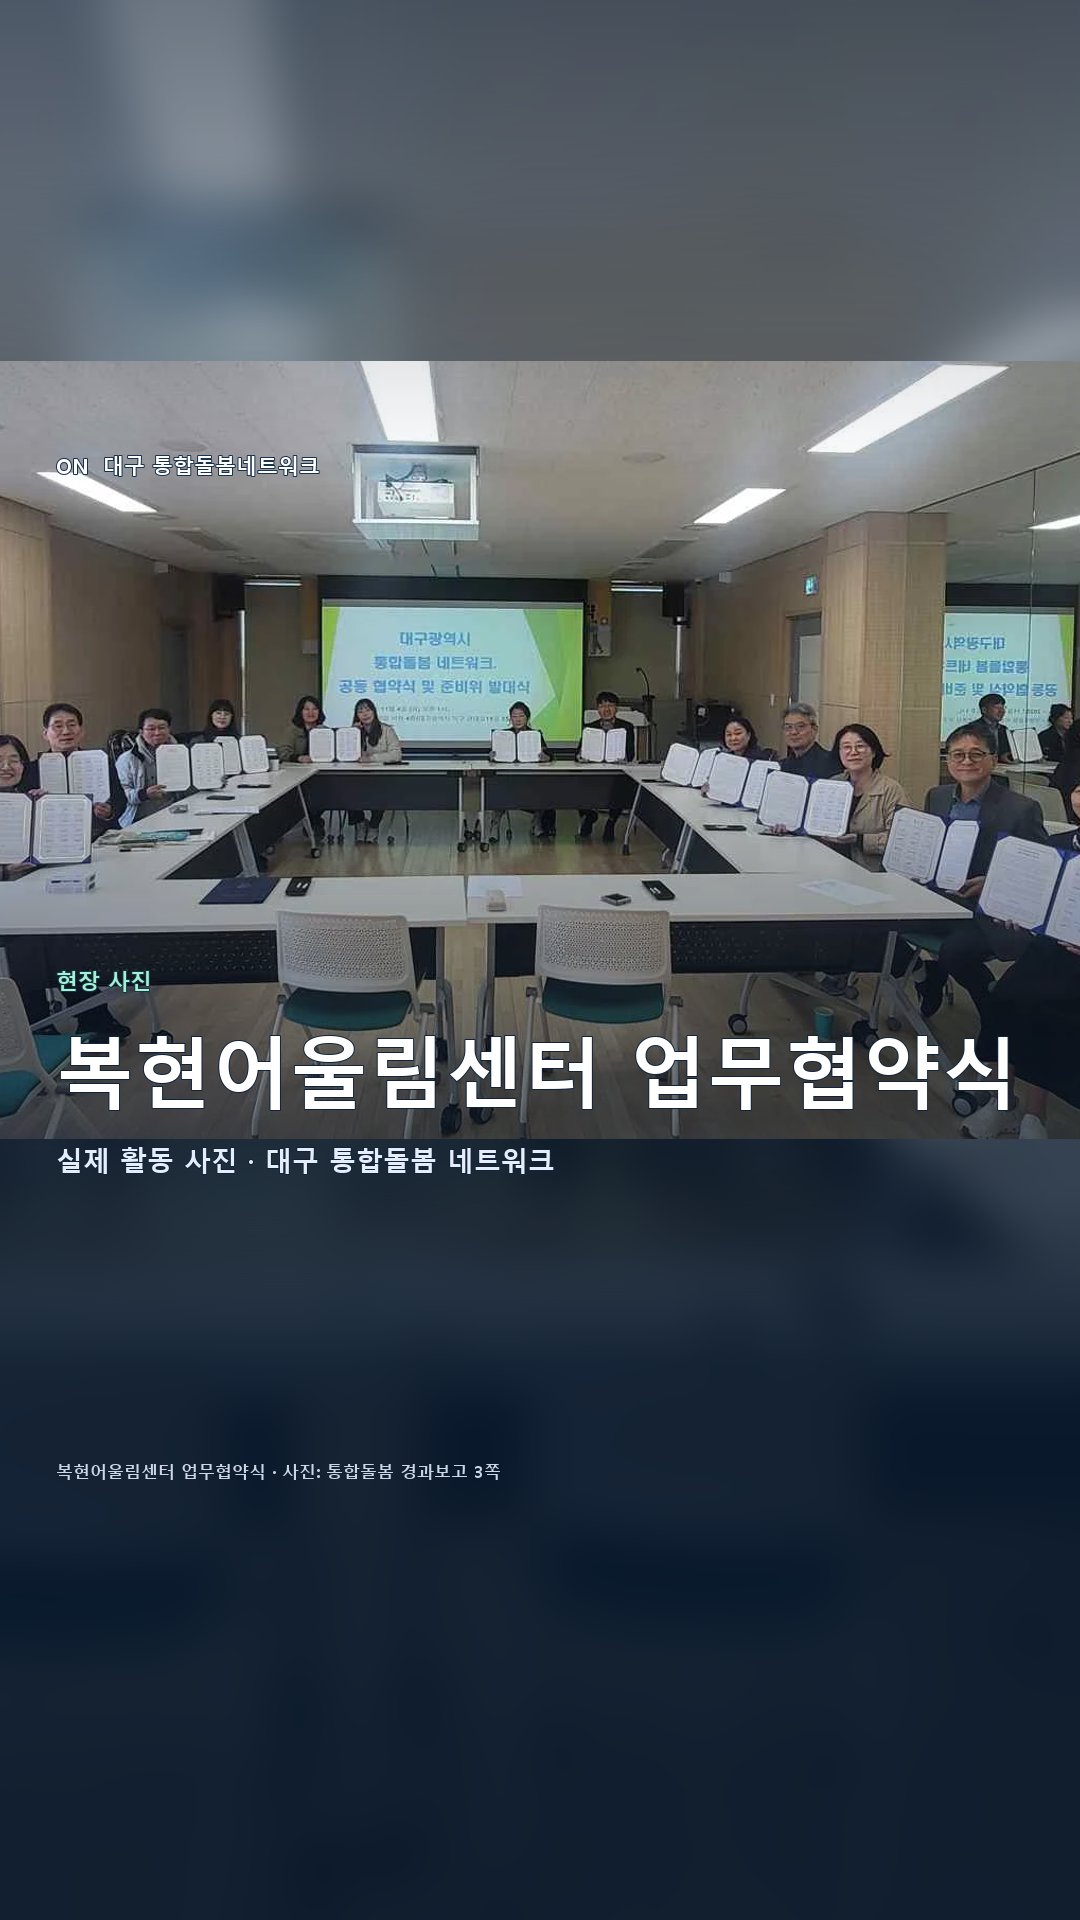 ON 대구 통합돌봄네트워크
대구광역시
통합돌봄 네트워크.
공동 협약식 및 준비위 발대식
현장 사진
복현어울림센터 업무협약식
실제 활동 사진 · 대구 통합돌봄 네트워크
복현어울림센터 업무협약식 · 사진: 통합돌봄 경과보고 3쪽